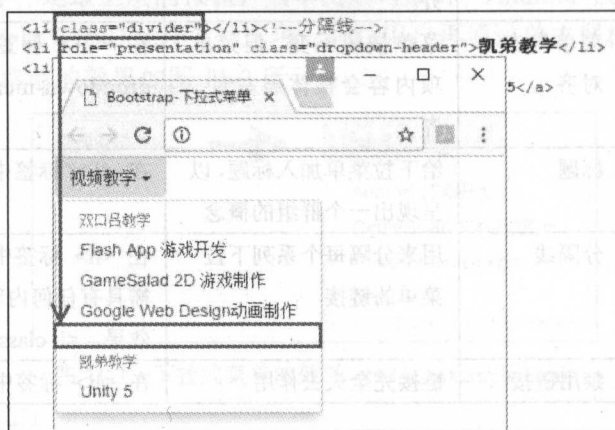 <li class="divider"></li><!--分隔线-->
<li role="presentation" class="dropdown-header">凯弟教学</li>
<li
5</a>
Bootstrap-下拉式菜单 ×
视频教学
双口吕教学
Flash App 游戏开发
GameSalad 2D 游戏制作
Google Web Design动画制作
凯弟教学
Unity 5